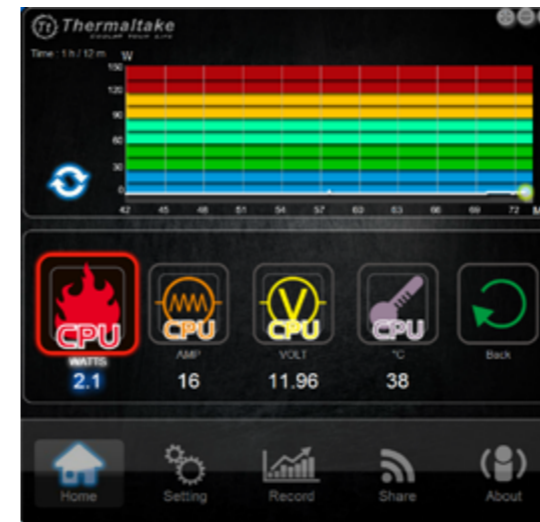 Tt Thermaltake
Time : 1 h / 12 m W
150
120
90
60
30
0
42 45 48 51 54 57 60 63 66 69 72 M
CPU CPU CPU CPU
WATTS AMP VOLT °C Back
2.1 16 11.96 38
Home Setting Record Share About